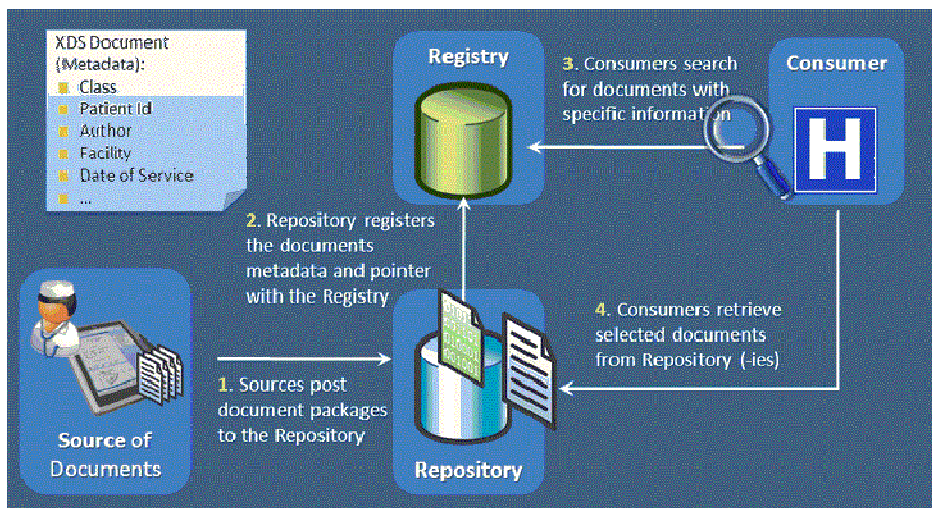 XDS Document
(Metadata):
Class
Patient Id
Author
Facility
Date of Service
...
Registry
3. Consumers search
for documents with
specific information
Consumer
H
2. Repository registers
the documents
metadata and pointer
with the Registry
4. Consumers retrieve
selected documents
from Repository (-ies)
1. Sources post
document packages
to the Repository
Source of
Documents
Repository